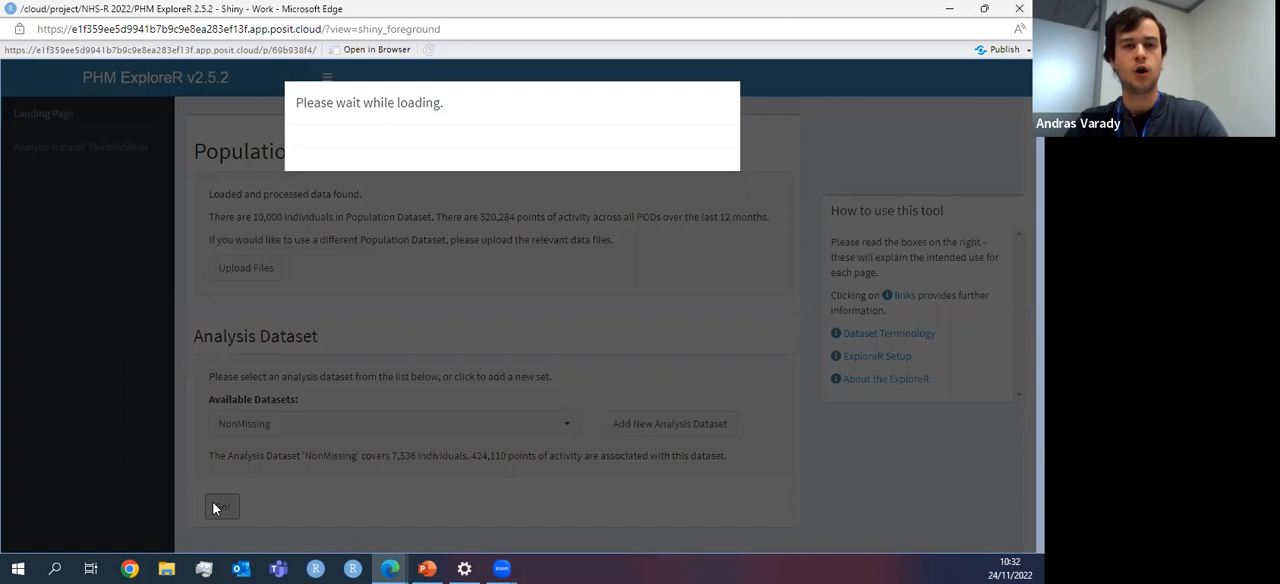 /cloud/project/NHS-R 2022/PHM ExploreR v2.5.2 - Shiny - Work - Microsoft Edge
https://e1f359ee5d9941b7b9c9e8ea283ef13f.app.posit.cloud/?view=shiny_foreground
https://e1f359ee5d9941b7b9c9e8ea283ef13f.app.posit.cloud/p/69b938f4/
Open in Browser
Publish
PHM ExploreR v2.5.2
Please wait while loading.
Andras Varady
Landing Page
Analysis Dataset Identification
Populatio
Loaded and processed data found.
There are 10,000 individuals in Population Dataset. There are 520,284 points of activity across all PODs over the last 12 months.
If you would like to use a different Population Dataset, please upload the relevant data files.
Upload Files
How to use this tool
Please read the boxes on the right -
these will explain the intended use for
each page.
Clicking on links provides further
information.
Dataset Terminology
ExploreR Setup
About the ExploreR
Analysis Dataset
Please select an analysis dataset from the list below, or click to add a new set.
Available Datasets:
NonMissing
Add New Analysis Dataset
The Analysis Dataset 'NonMissing' covers 7,536 individuals. 424,110 points of activity are associated with this dataset.
10:32
24/11/2022